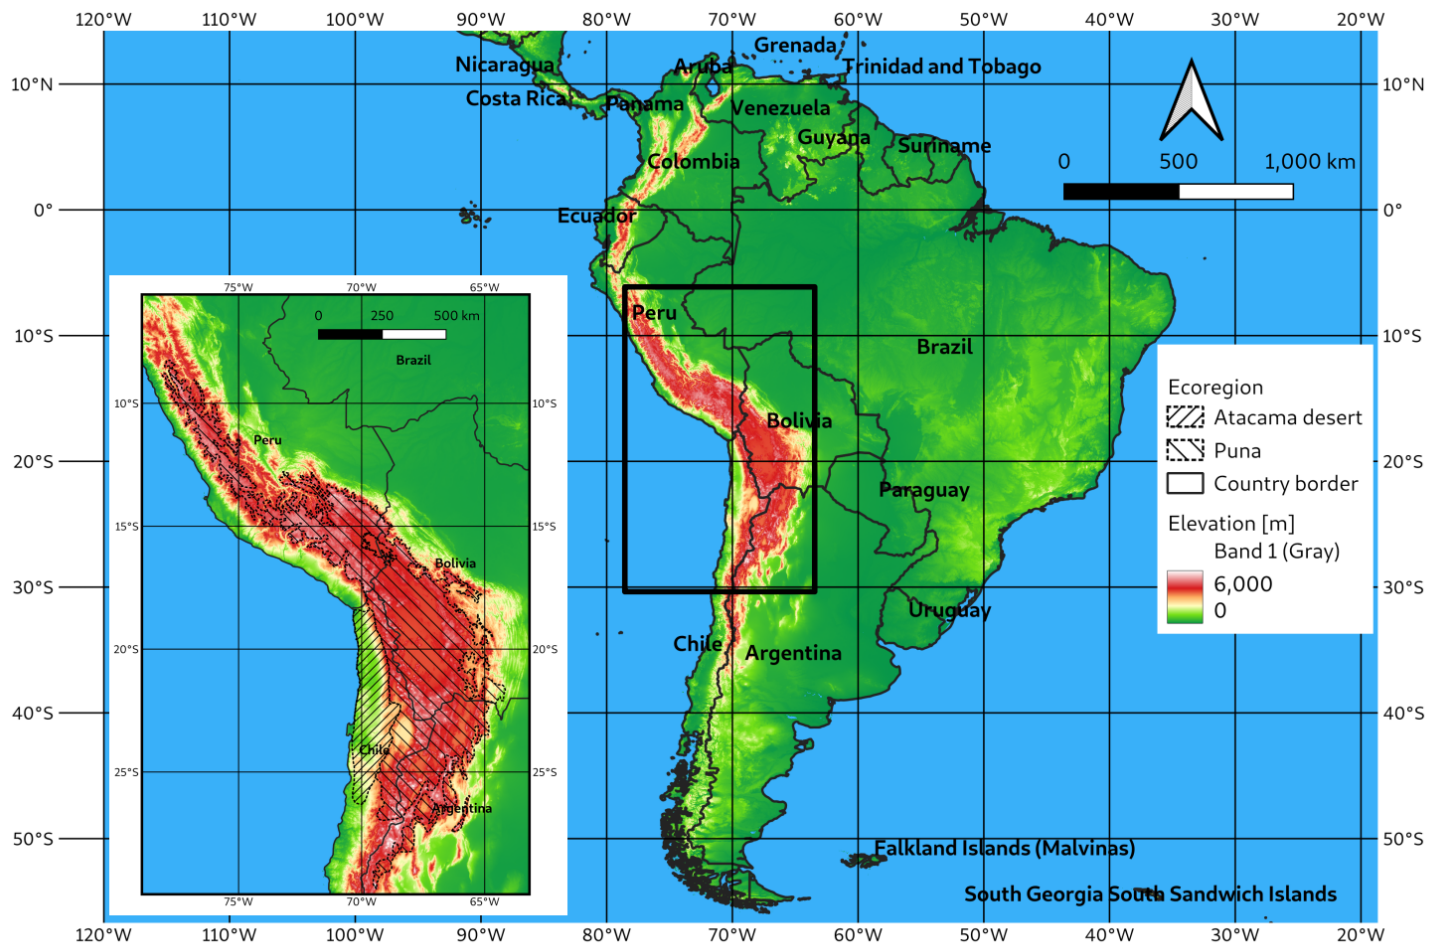 120°W 110°W 100°W 90°W 80°W 70°W 60°W 50°W 40°W 30°W 20°W
Grenada
Nicaragua Aruba Trinidad and Tobago
10°N 10°N
Costa Rica Panama Venezuela
Guyana
Suriname
Colombia 0 500 1,000 km
0° Ecuador 0°
75°W 70°W 65°W
0 250 500 km
Peru
10°S 10°S
Brazil
Brazil
Ecoregion
10°S 10°S
Atacama desert
Bolivia
Peru
Puna
20°S 20°S
Country border
Paraguay
15°S 15°S
Elevation [m]
Band 1 (Gray)
Bolivia
6,000
30°S 30°S
0
Uruguay
20°S 20°S
Chile Argentina
40°S 40°S
Chile
25°S 25°S
Argentina
50°S 50°S
Falkland Islands (Malvinas)
South Georgia South Sandwich Islands
75°W 70°W 65°W
120°W 110°W 100°W 90°W 80°W 70°W 60°W 50°W 40°W 30°W 20°W